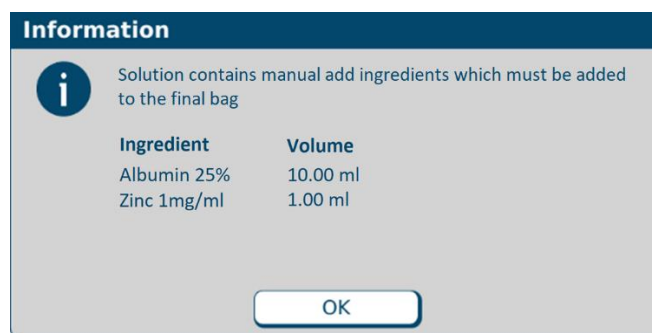 Information
Solution contains manual add ingredients which must be added
to the final bag
Ingredient Volume
Albumin 25% 10.00 ml
Zinc 1mg/ml 1.00 ml
OK